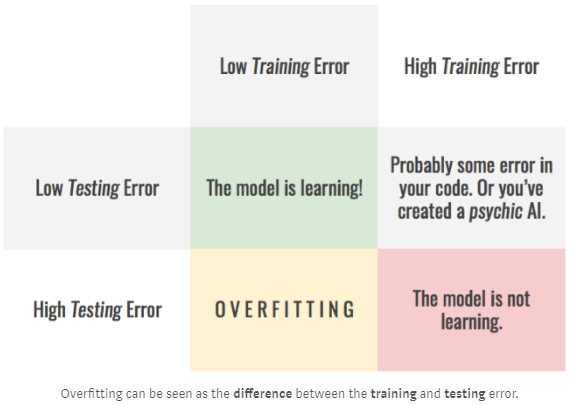 Low Training Error
High Training Error
Low Testing Error
The model is learning!
Probably some error in
your code. Or you've
created a psychic AI.
High Testing Error
OVERFITTING
The model is not
learning.
Overfitting can be seen as the difference between the training and testing error.